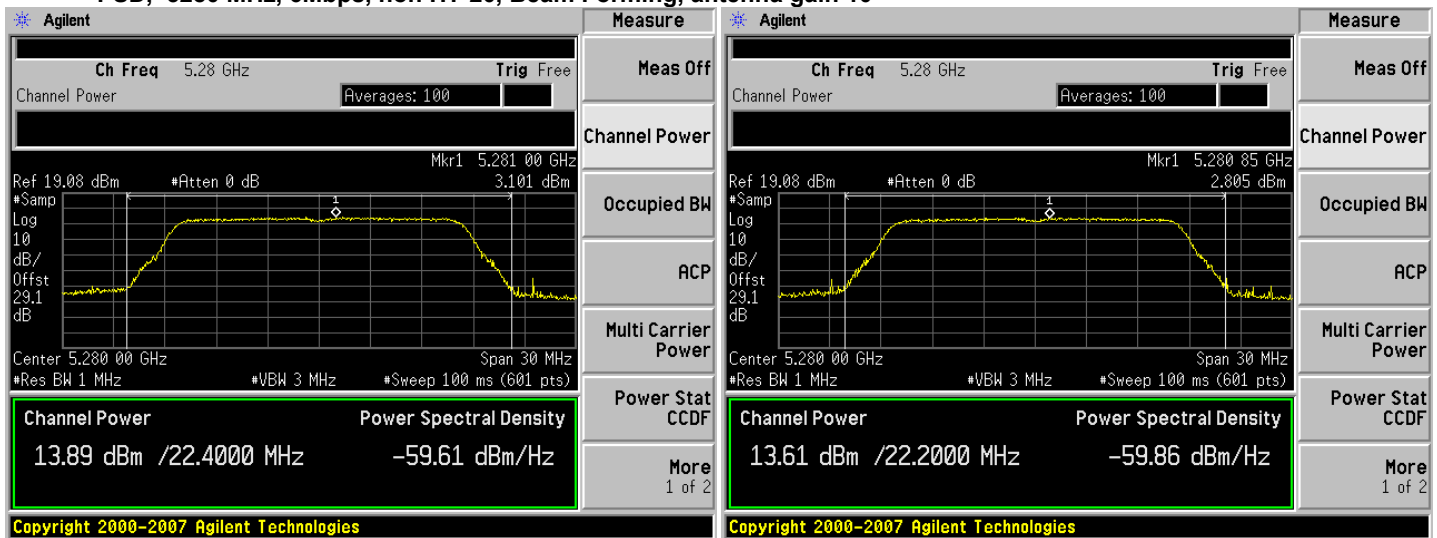 Agilent
Measure
Ch Freq 5.28 GHz
Trig Free
Channel Power
Averages: 100
Mkr1 5.281 00 GHz
Ref 19.08 dBm
#Atten 0 dB
3.101 dBm
#Samp
Log
10
dB/
Offst
29.1
dB
1
Center 5.280 00 GHz
Span 30 MHz
#Res BW 1 MHz
#VBW 3 MHz
#Sweep 100 ms (601 pts)
Channel Power
Power Spectral Density
13.89 dBm /22.4000 MHz
-59.61 dBm/Hz
Copyright 2000-2007 Agilent Technologies
Meas Off
Channel Power
Occupied BW
ACP
Multi Carrier
Power
Power Stat
CCDF
More
1 of 2
Agilent
Measure
Ch Freq 5.28 GHz
Trig Free
Channel Power
Averages: 100
Mkr1 5.280 85 GHz
Ref 19.08 dBm
#Atten 0 dB
2.805 dBm
#Samp
Log
10
dB/
Offst
29.1
dB
1
Center 5.280 00 GHz
Span 30 MHz
#Res BW 1 MHz
#VBW 3 MHz
#Sweep 100 ms (601 pts)
Channel Power
Power Spectral Density
13.61 dBm /22.2000 MHz
-59.86 dBm/Hz
Copyright 2000-2007 Agilent Technologies
Meas Off
Channel Power
Occupied BW
ACP
Multi Carrier
Power
Power Stat
CCDF
More
1 of 2